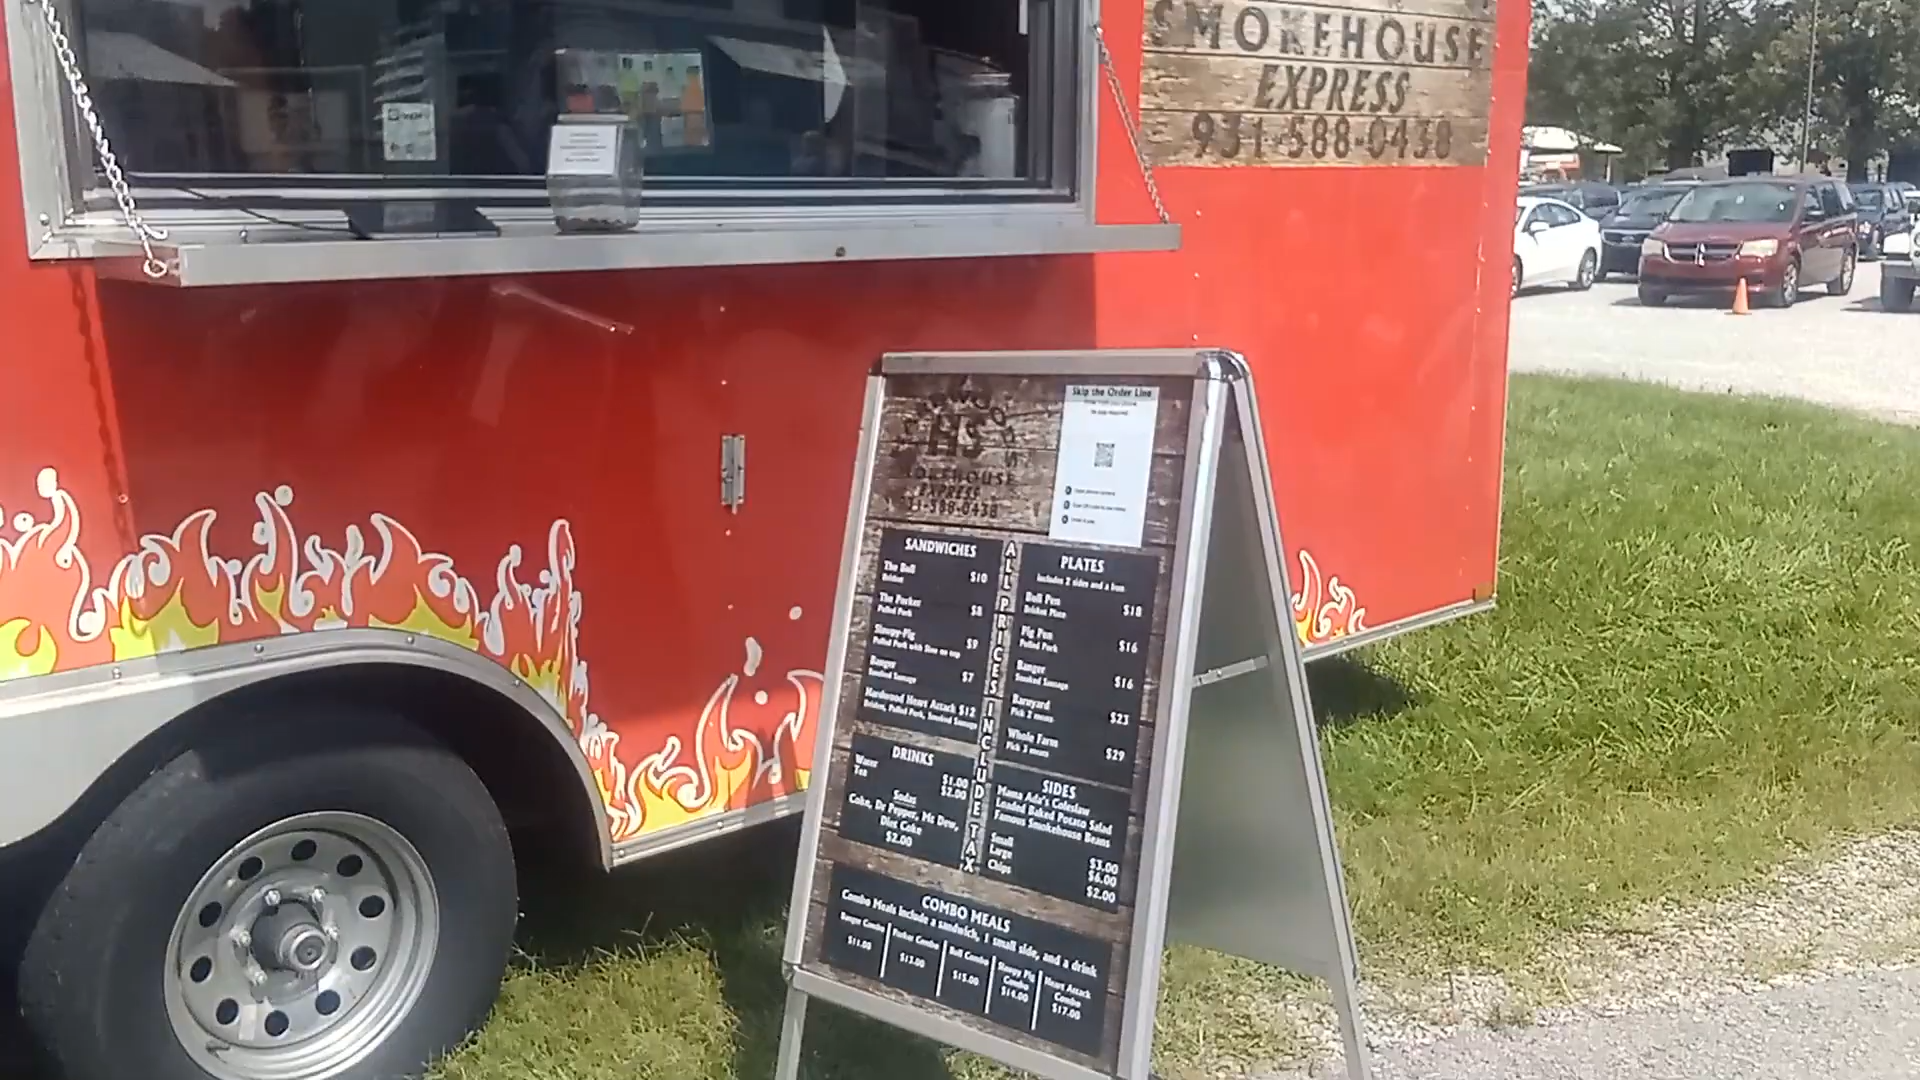 SMOKEHOUSE
EXPRESS
931-588-0438
HS
SMOKEHOUSE
EXPRESS
931-588-0438
Skip the Order Line
SANDWICHES
The Bull $10
Brisket
The Porker $8
Pulled Pork
Sloppy-Pig $9
Pulled Pork with Slaw on top
Banger $7
Smoked Sausage
Hardwood Heart Attack $12
Brisket, Pulled Pork, Smoked Sausage
ALL PRICES INCLUDE TAX
PLATES
Includes 2 sides and a bun
Bull Pen $18
Brisket Plate
Pig Pen $16
Pulled Pork
Banger $16
Smoked Sausage
Barnyard $23
Pick 2 meats
Whole Farm $29
Pick 3 meats
DRINKS
Water $1.00
Tea $2.00
Sodas
Coke, Dr Pepper, Mt Dew,
Diet Coke
$2.00
SIDES
Mama Ada's Coleslaw
Loaded Baked Potato Salad
Famous Smokehouse Beans
Small $3.00
Large $6.00
Chips $2.00
COMBO MEALS
Combo Meals include a sandwich, 1 small side, and a drink
Banger Combo
$11.00
Porker Combo
$12.00
Bull Combo
$15.00
Sloppy Pig
Combo
$14.00
Heart Attack
Combo
$17.00